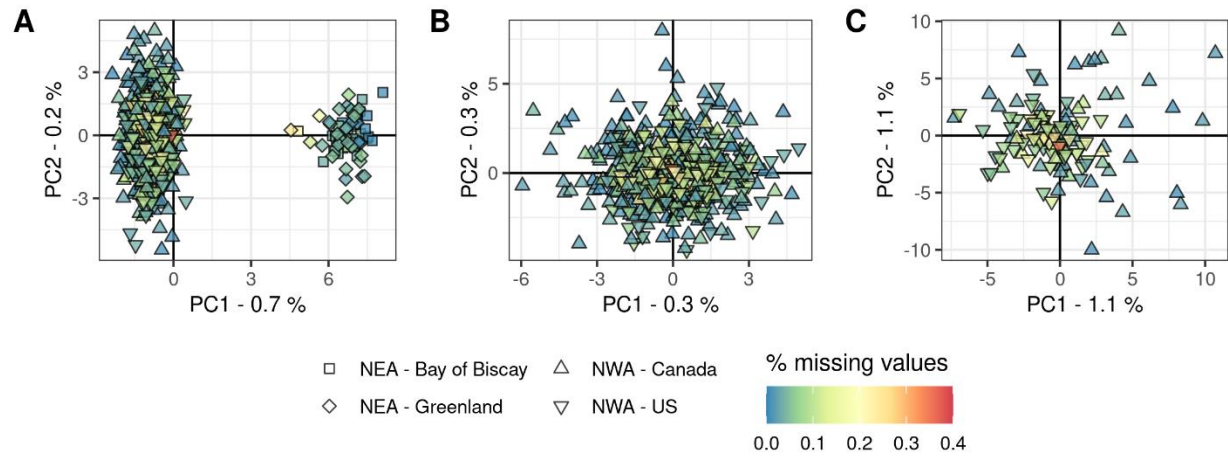 A
B
C
PC2 - 0.2 %
3
0
-3
0
3
6
PC1 - 0.7 %
PC2 - 0.3 %
5
0
-6
-3
0
3
PC1 - 0.3 %
PC2 - 1.1 %
10
5
0
-5
-10
-5
0
5
10
PC1 - 1.1 %
NEA - Bay of Biscay
NWA - Canada
NEA - Greenland
NWA - US
% missing values
0.0 0.1 0.2 0.3 0.4